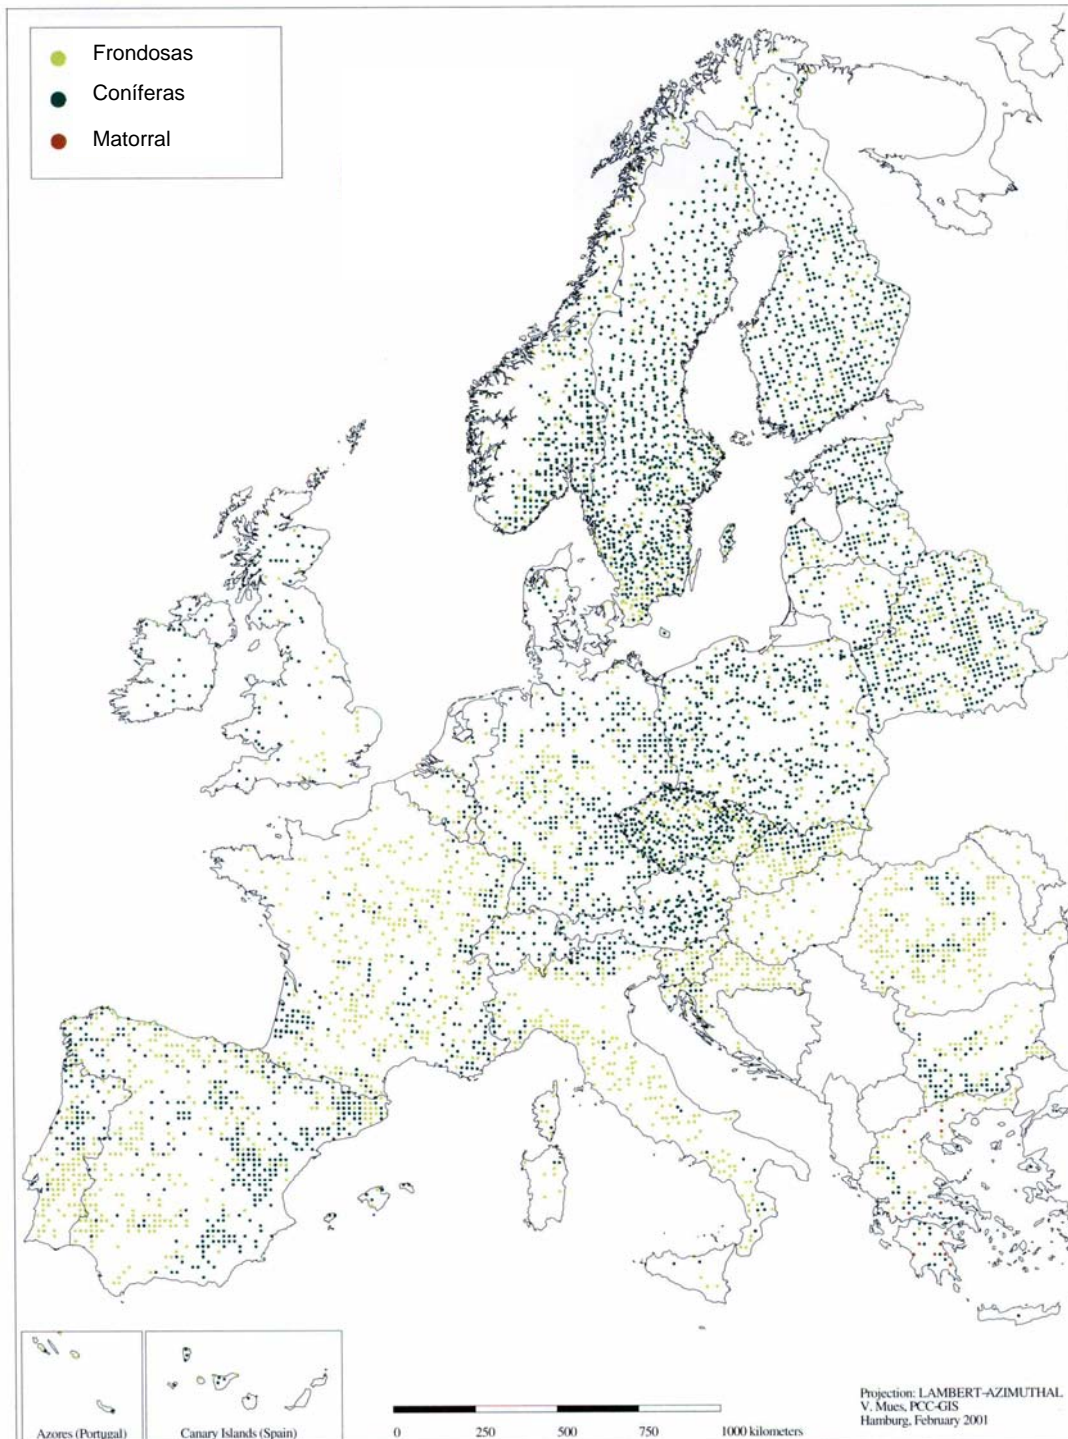 Frondosas
Coníferas
Matorral
Azores (Portugal)
Canary Islands (Spain)
0 250 500 750 1000 kilometers
Projection: LAMBERT-AZIMUTHAL
V. Mues, PCC-GIS
Hamburg, February 2001